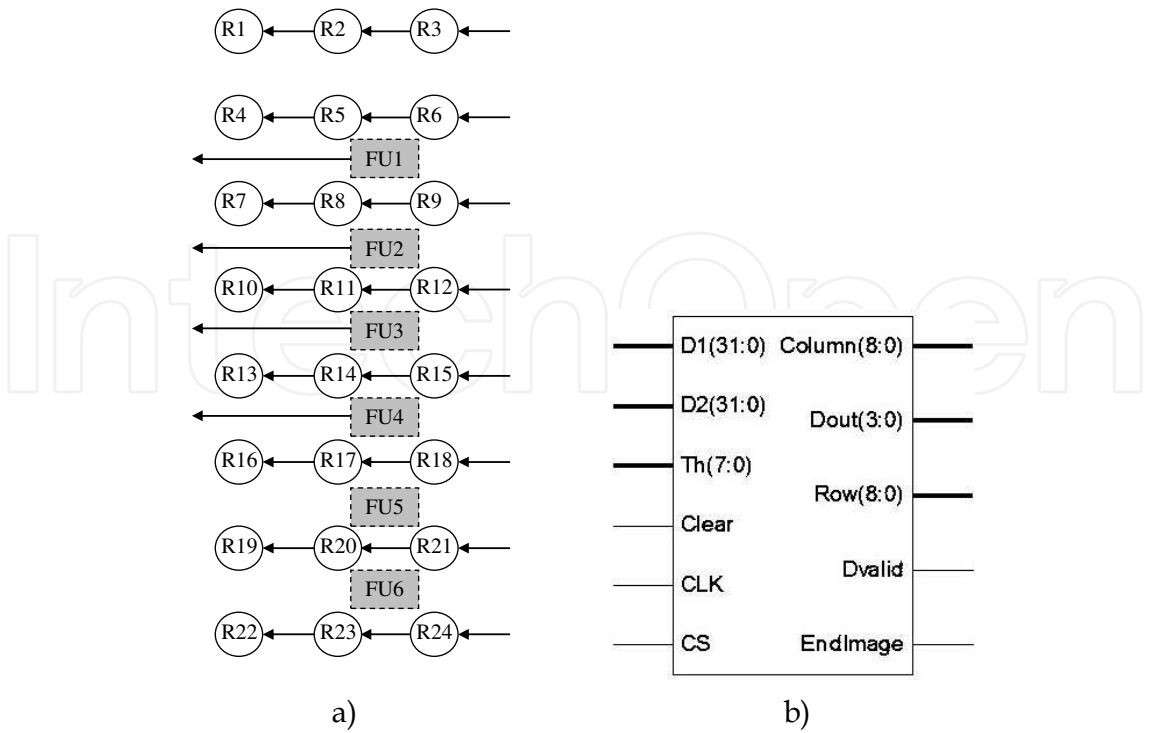 R1 R2 R3
R4 R5 R6
FU1
R7 R8 R9
FU2
R10 R11 R12
FU3
R13 R14 R15
FU4
R16 R17 R18
FU5
R19 R20 R21
FU6
R22 R23 R24
a)
IntechOpen
D1(31:0) Column(8:0)
D2(31:0)
Dout(3:0)
Th(7:0)
Row(8:0)
Clear
Dvalid
CLK
CS EndImage
b)